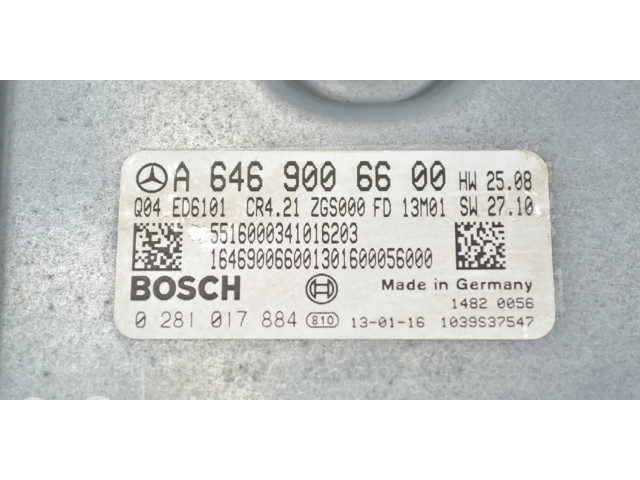 A 646 900 66 00 HW 25.08
Q04 ED6101 CR4.21 ZGS000 FD 13M01 SW 27.10
5516000341016203
164690066001301600056000
BOSCH Made in Germany
1482 0056
0 281 017 884 810 13-01-16 1039S37547